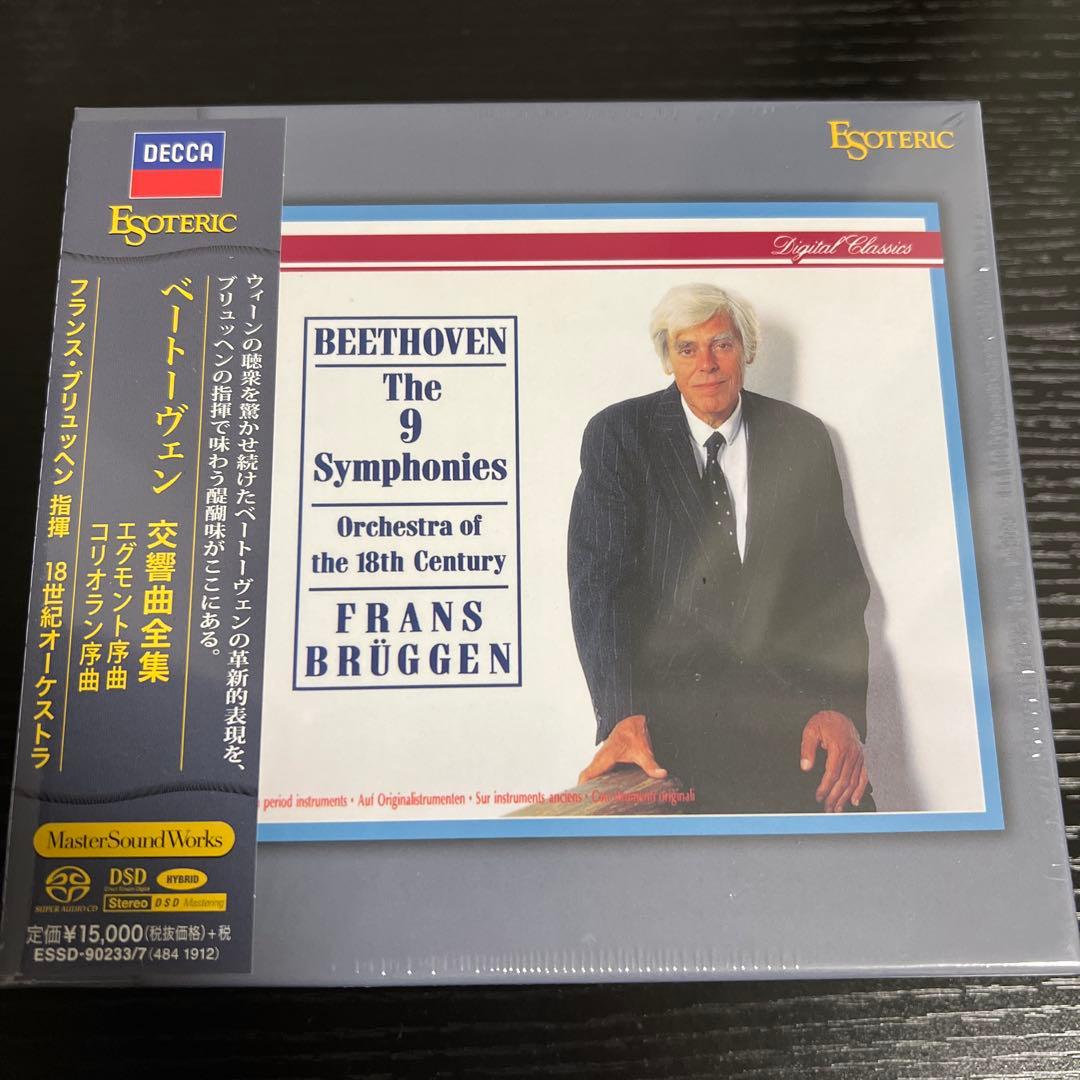 DECCA
ESOTERIC
ウィーンの聴衆を驚かせ続けたベートーヴェンの革新的表現を、
ブリュッヘンの指揮で味わう醍醐味がここにある。
ベートーヴェン 交響曲全集
エグモント序曲
コリオラン序曲
フランス・ブリュッヘン 指揮 18世紀オーケストラ
MasterSoundWorks
SUPER AUDIO CD
DSD
Direct Stream Digital
HYBRID
Stereo DSD Mastering
定価¥15,000(税抜価格)+税
ESSD-90233/7(484 1912)
ESOTERIC
Digital Classics
BEETHOVEN
The
9
Symphonies
Orchestra of
the 18th Century
FRANS
BRÜGGEN
period instruments • Auf Originalistrumenten • Sur instruments anciens • originali